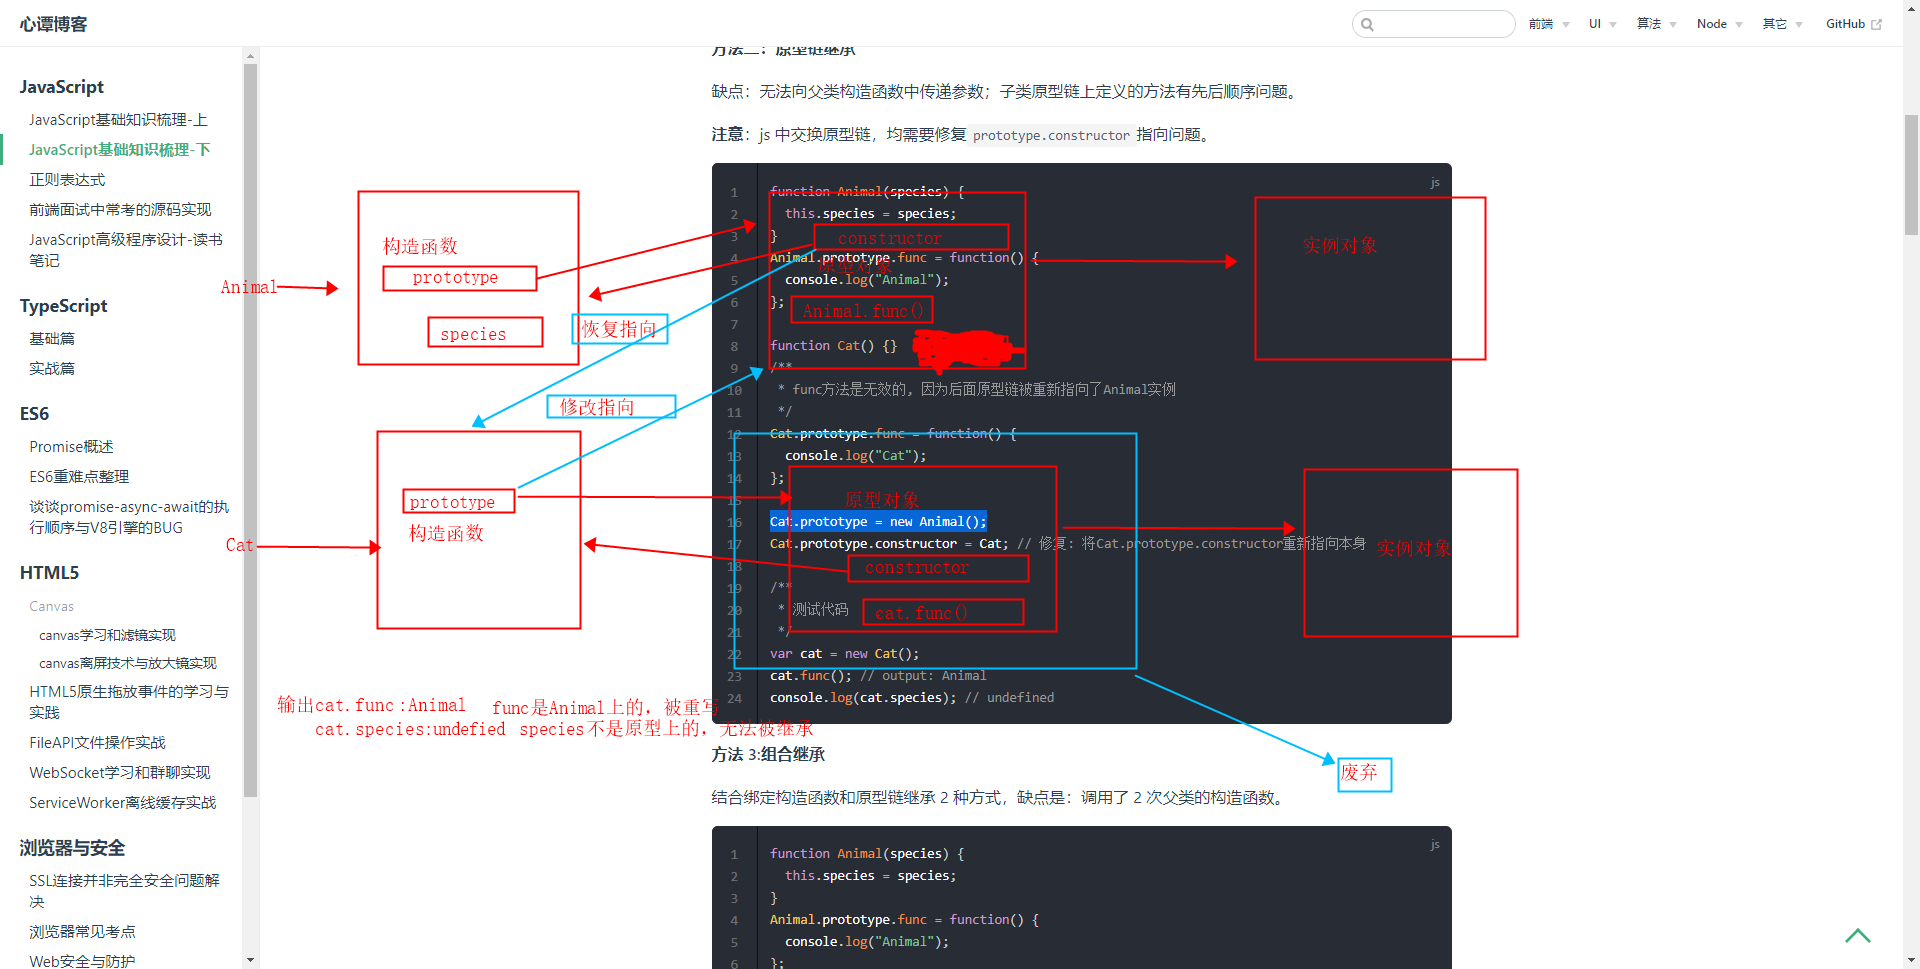 心谭博客
前端
UI
算法
Node
其它
GitHub
JavaScript
JavaScript基础知识梳理-上
JavaScript基础知识梳理-下
正则表达式
前端面试中常考的源码实现
JavaScript高级程序设计-读书
笔记
TypeScript
基础篇
实战篇
ES6
Promise概述
ES6重难点整理
谈谈promise-async-await的执
行顺序与V8引擎的BUG
HTML5
Canvas
canvas学习和滤镜实现
canvas离屏技术与放大镜实现
HTML5原生拖放事件的学习与
实践
FileAPI文件操作实战
WebSocket学习和群聊实现
ServiceWorker离线缓存实战
浏览器与安全
SSL连接并非完全安全问题解
决
浏览器常见考点
Web安全与防护
Animal
构造函数
prototype
species
恢复指向
修改指向
Cat
prototype
构造函数
输出cat.func:Animal func是Animal上的，被重写
cat.species:undefied species不是原型上的，无法被继承
方法二：原型链继承
缺点：无法向父类构造函数中传递参数；子类原型链上定义的方法有先后顺序问题。
注意：js 中交换原型链，均需要修复 prototype.constructor 指向问题。
js
1 function Animal(species) {
2 this.species = species;
3 }
constructor
4 Animal.prototype.func = function() {
原型对象
5 console.log("Animal");
6 };
Animal.func()
7
8 function Cat() {}
9 /**
10 * func方法是无效的, 因为后面原型链被重新指向了Animal实例
11 */
12 Cat.prototype.func = function() {
13 console.log("Cat");
14 };
15
原型对象
16 Cat.prototype = new Animal();
17 Cat.prototype.constructor = Cat; // 修复: 将Cat.prototype.constructor重新指向本身
18
constructor
19 /**
20 * 测试代码
cat.func()
21 */
22 var cat = new Cat();
23 cat.func(); // output: Animal
24 console.log(cat.species); // undefined
实例对象
实例对象
废弃
方法 3:组合继承
结合绑定构造函数和原型链继承 2 种方式，缺点是：调用了 2 次父类的构造函数。
js
1 function Animal(species) {
2 this.species = species;
3 }
4 Animal.prototype.func = function() {
5 console.log("Animal");
6 };